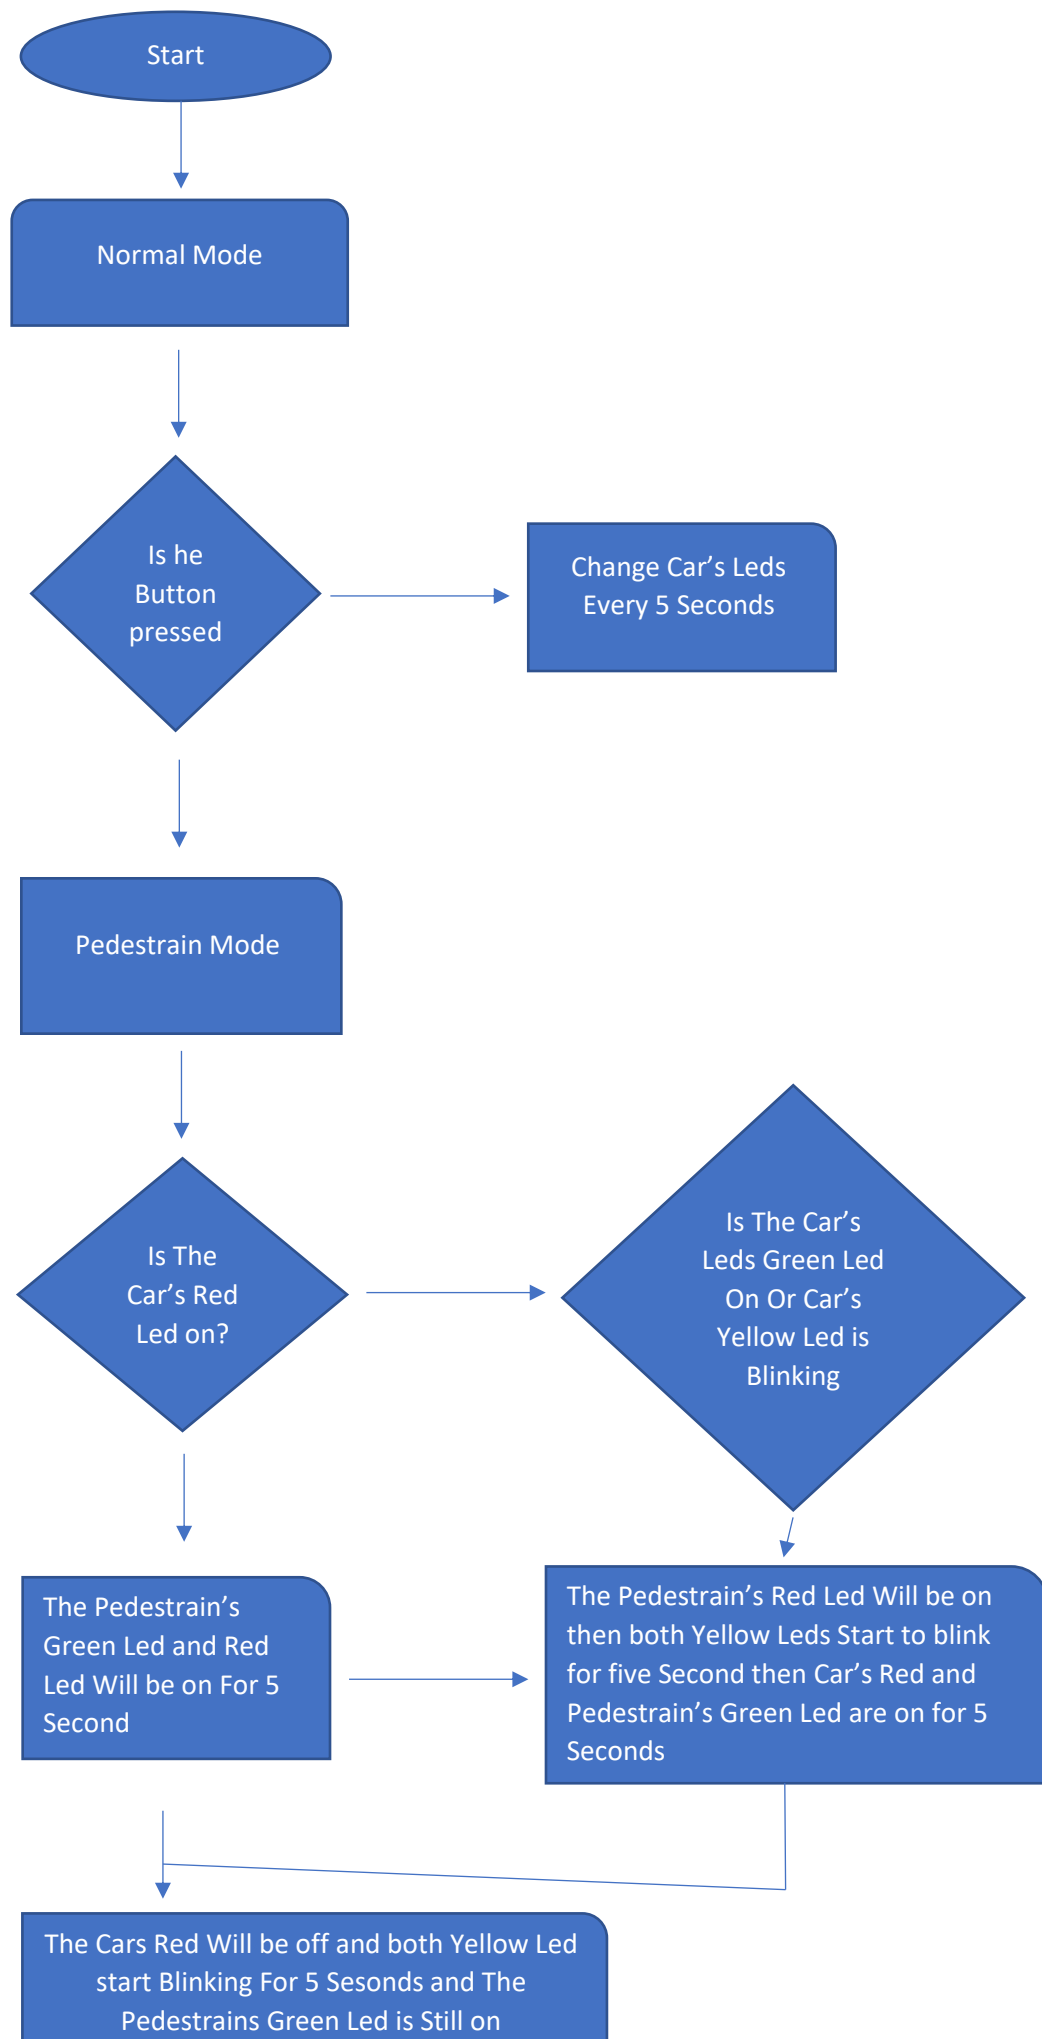 Start
Normal Mode
Is he
Button
pressed
Change Car’s Leds
Every 5 Seconds
Pedestrain Mode
Is The
Car’s Red
Led on?
Is The Car’s
Leds Green Led
On Or Car’s
Yellow Led is
Blinking
The Pedestrain’s
Green Led and Red
Led Will be on For 5
Second
The Pedestrain’s Red Led Will be on
then both Yellow Leds Start to blink
for five Second then Car’s Red and
Pedestrain’s Green Led are on for 5
Seconds
The Cars Red Will be off and both Yellow Led
start Blinking For 5 Sesonds and The
Pedestrains Green Led is Still on